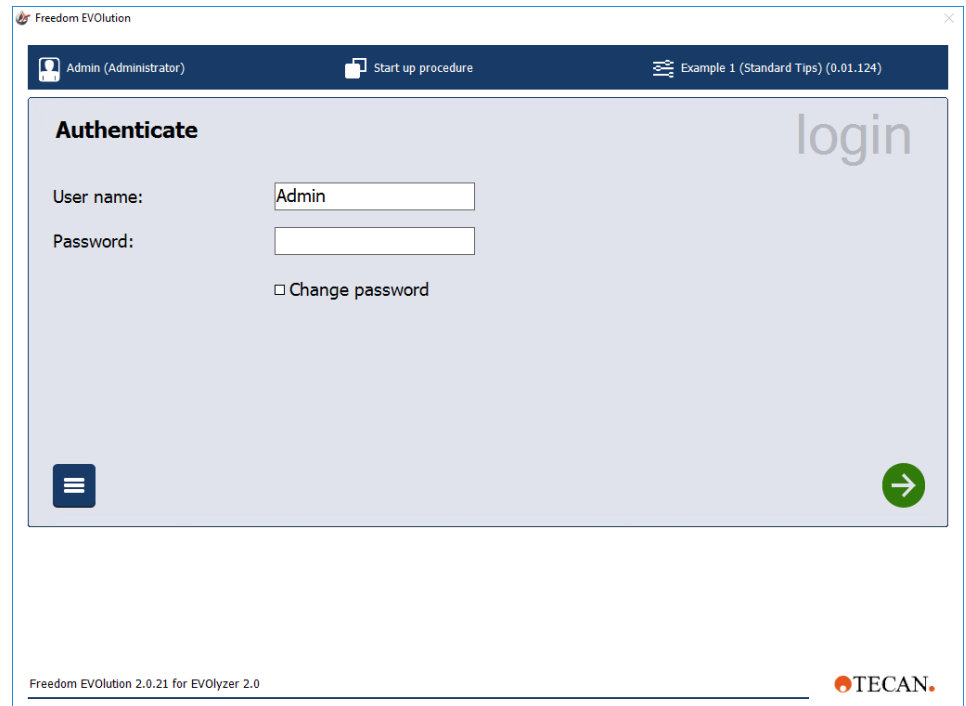 Freedom EVOlution
Admin (Administrator)
Start up procedure
Example 1 (Standard Tips) (0.01.124)
Authenticate
login
User name:
Admin
Password:
Change password
Freedom EVOlution 2.0.21 for EVOlyzer 2.0
TECAN.